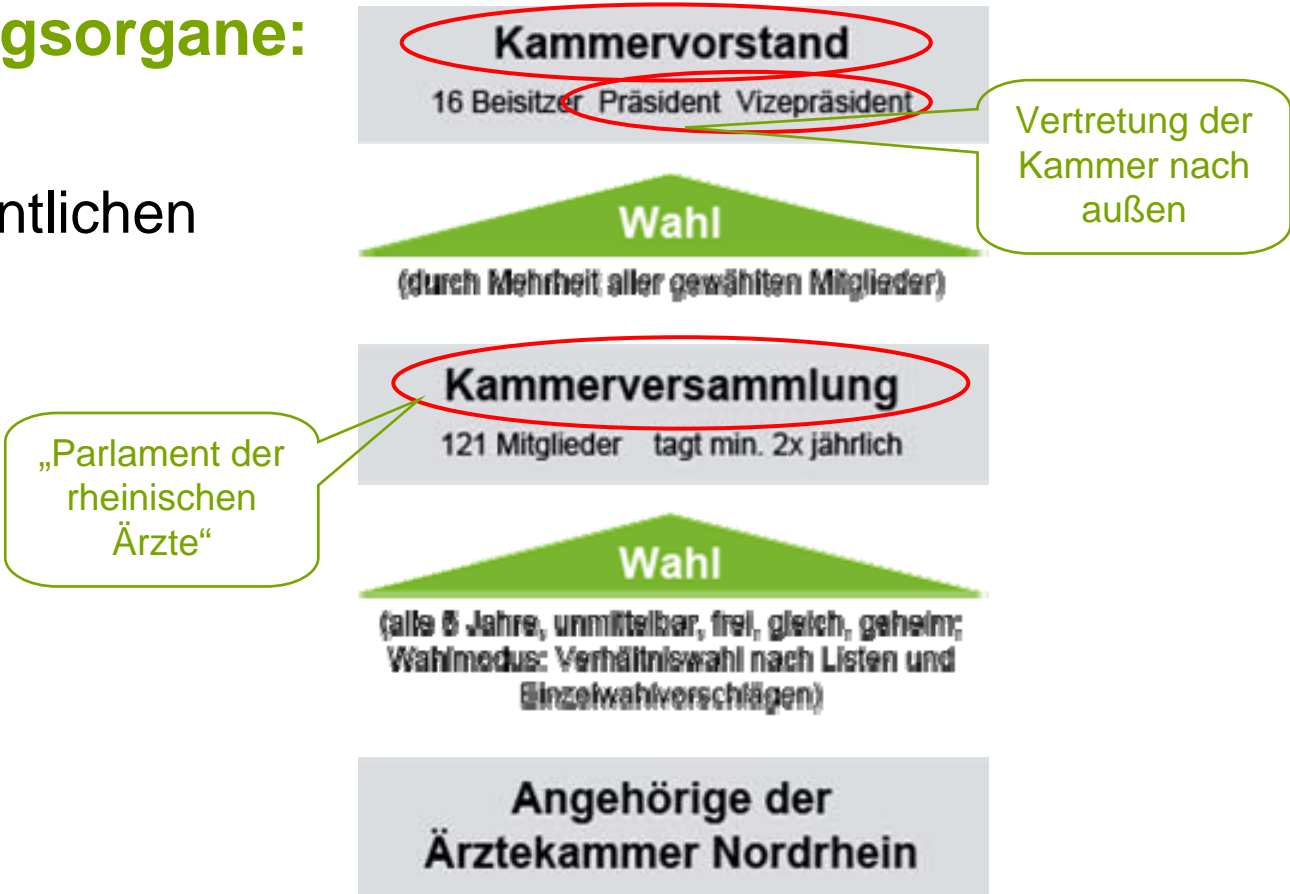 gsorgane:
ntlichen
Kammervorstand
16 Beisitzer Präsident Vizepräsident
Vertretung der
Kammer nach
außen
Wahl
(durch Mehrheit aller gewählten Mitglieder)
Kammerversammlung
121 Mitglieder tagt min. 2x jährlich
„Parlament der
rheinischen
Ärzte“
Wahl
(alle Jahre, unmittelbar, frei, gleich, geheim;
Wahlmodus: Verhältniswahl nach Listen und
Einzelwahlvorschlägen)
Angehörige der
Ärztekammer Nordrhein